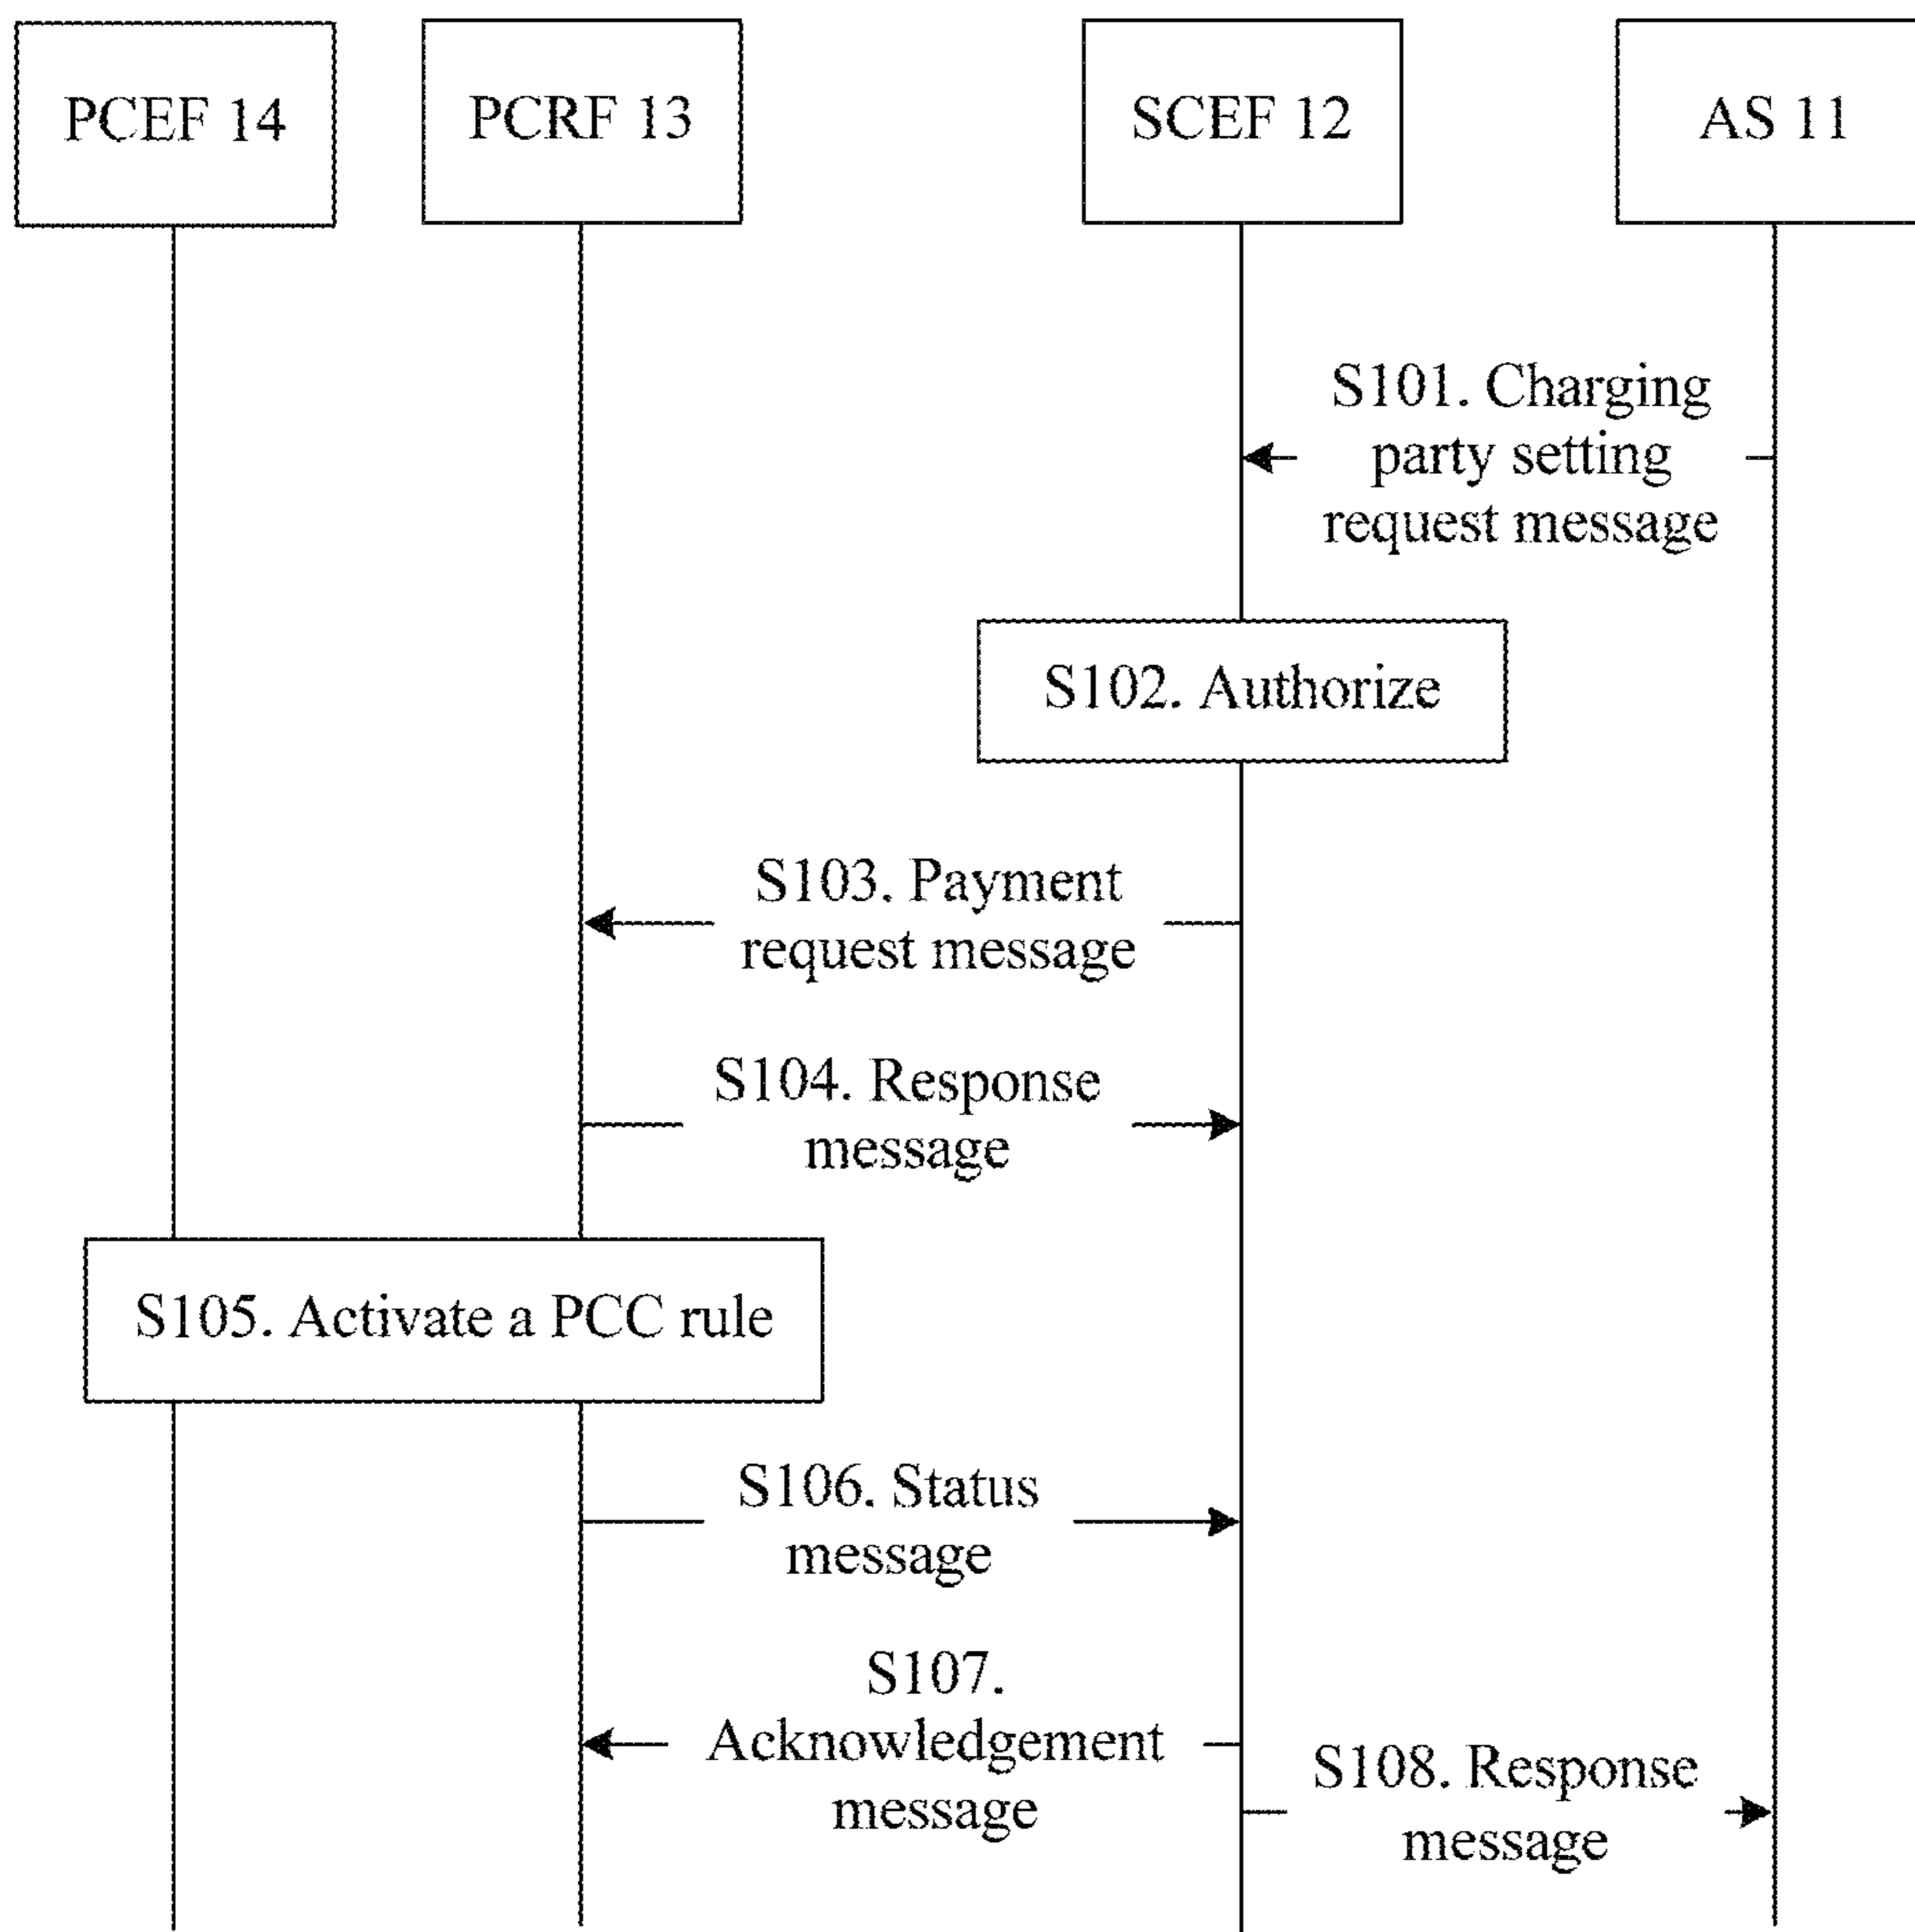 PCEF 14
PCRF 13
SCEF 12
AS 11
S101. Charging
party setting
request message
S102. Authorize
S103. Payment
request message
S104. Response
message
S105. Activate a PCC rule
S106. Status
message
S107.
Acknowledgement
message
S108. Response
message